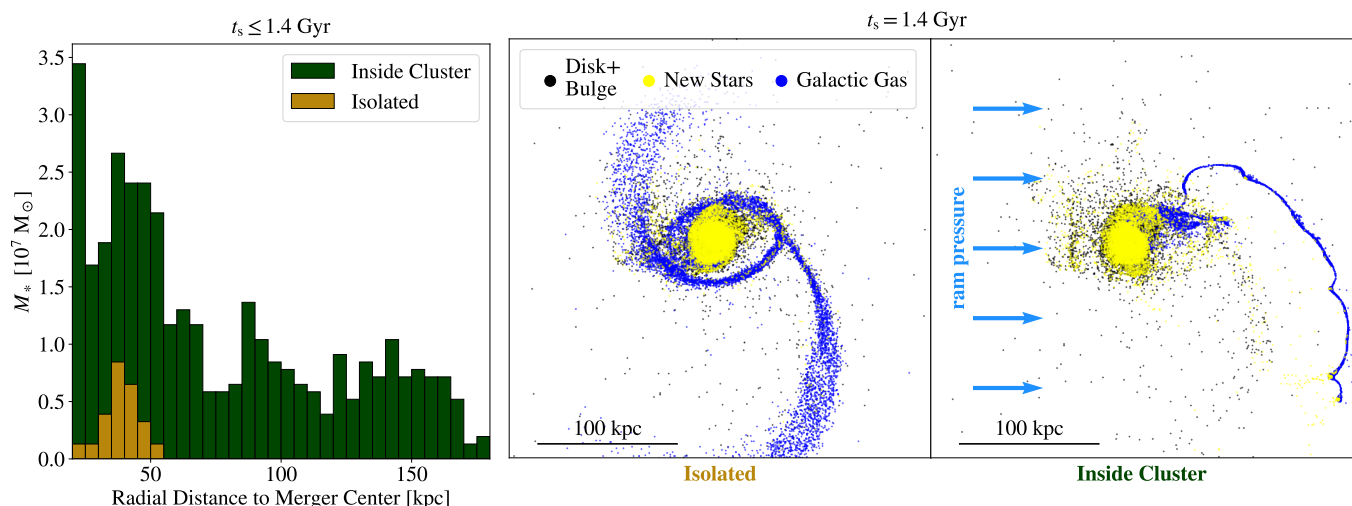 t_s ≤ 1.4 Gyr
3.5
3.0
2.5
2.0
1.5
1.0
0.5
0.0
M_* [10^7 M_⊙]
Inside Cluster
Isolated
50
100
150
Radial Distance to Merger Center [kpc]
t_s = 1.4 Gyr
Disk+
Bulge
New Stars
Galactic Gas
100 kpc
Isolated
ram pressure
100 kpc
Inside Cluster